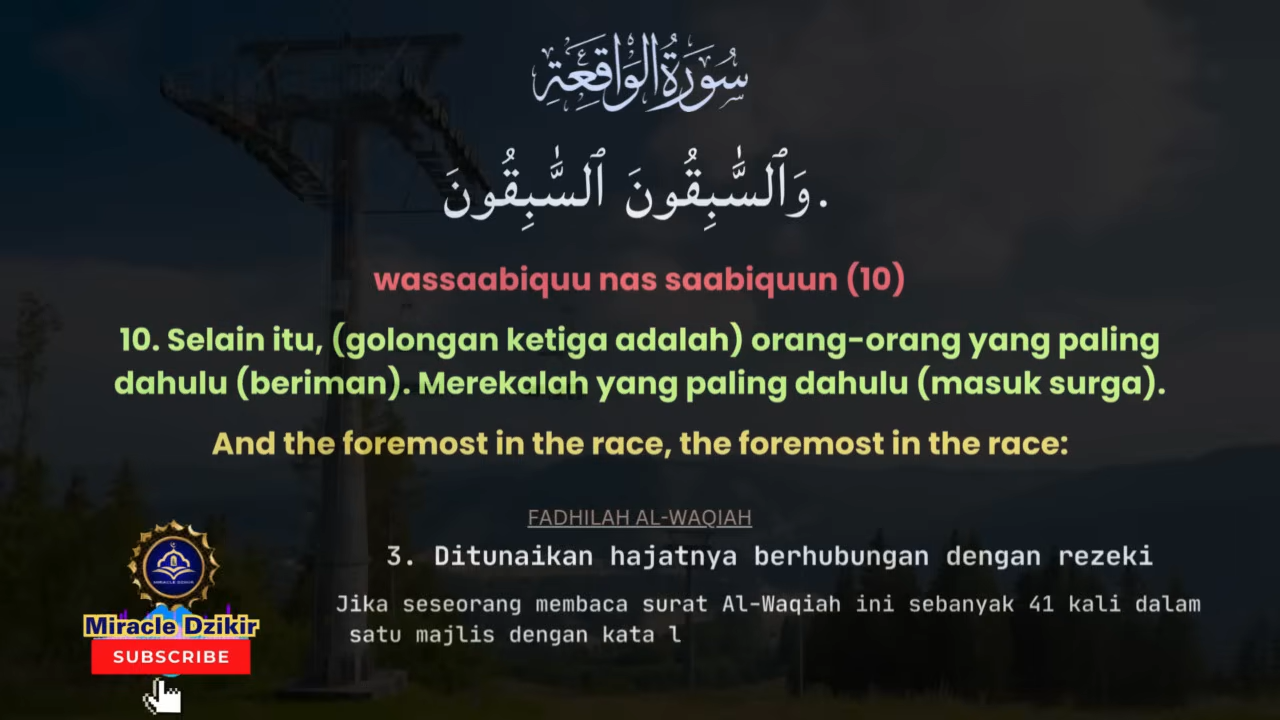 سُورَةُ الْوَاقِعَةِ
وَٱلسَّٰبِقُونَ ٱلسَّٰبِقُونَ.
wassaabiquu nas saabiquun (10)
10. Selain itu, (golongan ketiga adalah) orang-orang yang paling
dahulu (beriman). Merekalah yang paling dahulu (masuk surga).
And the foremost in the race, the foremost in the race:
FADHILAH AL-WAQIAH
3. Ditunaikan hajatnya berhubungan dengan rezeki
Jika seseorang membaca surat Al-Waqiah ini sebanyak 41 kali dalam
satu majlis dengan kata l
MIRACLE DZIKIR
Miracle Dzikir
SUBSCRIBE